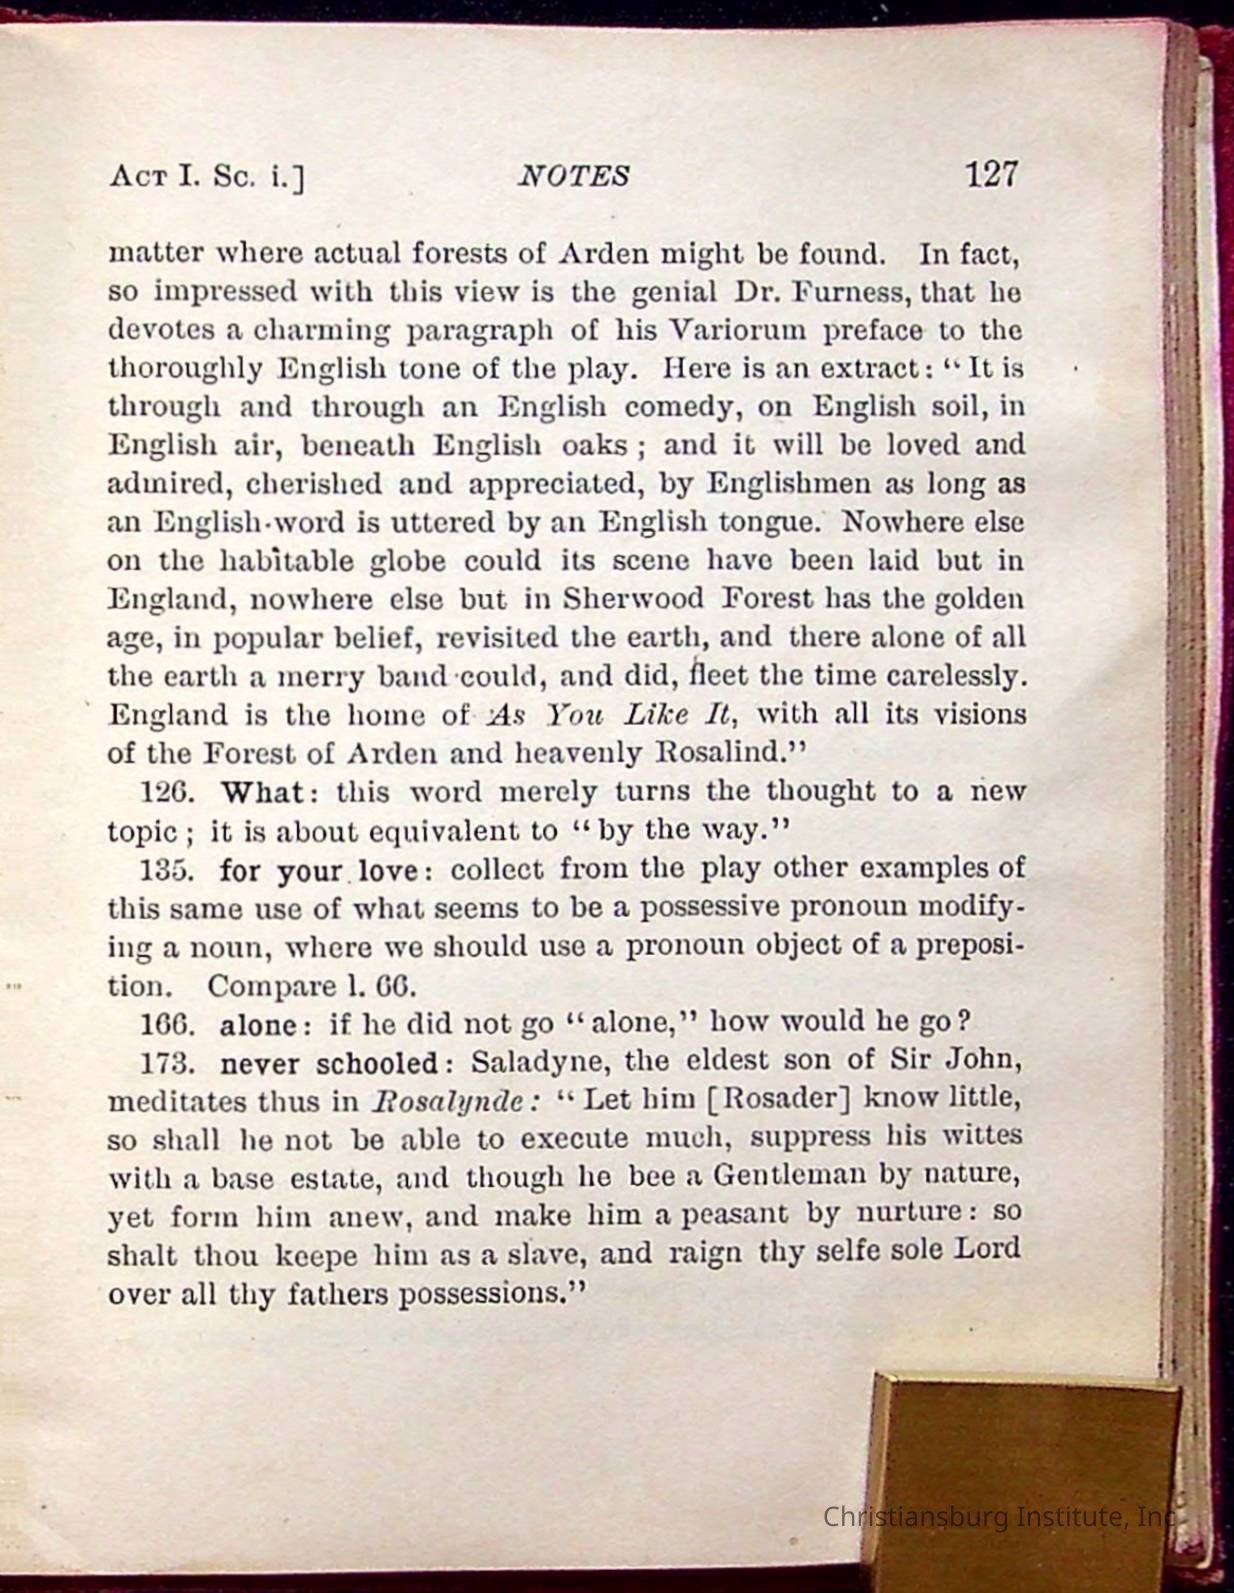 ACT I. Sc. i.] NOTES 127
matter where actual forests of Arden might be found. In fact,
so impressed with this view is the genial Dr. Furness, that he
devotes a charming paragraph of his Variorum preface to the
thoroughly English tone of the play. Here is an extract: “It is
through and through an English comedy, on English soil, in
English air, beneath English oaks; and it will be loved and
admired, cherished and appreciated, by Englishmen as long as
an English word is uttered by an English tongue. Nowhere else
on the habitable globe could its scene have been laid but in
England, nowhere else but in Sherwood Forest has the golden
age, in popular belief, revisited the earth, and there alone of all
the earth a merry band could, and did, fleet the time carelessly.
England is the home of As You Like It, with all its visions
of the Forest of Arden and heavenly Rosalind.”
126. What: this word merely turns the thought to a new
topic; it is about equivalent to “by the way.”
135. for your love: collect from the play other examples of
this same use of what seems to be a possessive pronoun modify-
ing a noun, where we should use a pronoun object of a preposi-
tion. Compare l. 66.
166. alone: if he did not go “alone,” how would he go?
173. never schooled: Saladyne, the eldest son of Sir John,
meditates thus in Rosalynde: “Let him [Rosader] know little,
so shall he not be able to execute much, suppress his wittes
with a base estate, and though he bee a Gentleman by nature,
yet form him anew, and make him a peasant by nurture: so
shalt thou keepe him as a slave, and raign thy selfe sole Lord
over all thy fathers possessions.”
Christiansburg Institute, Inc